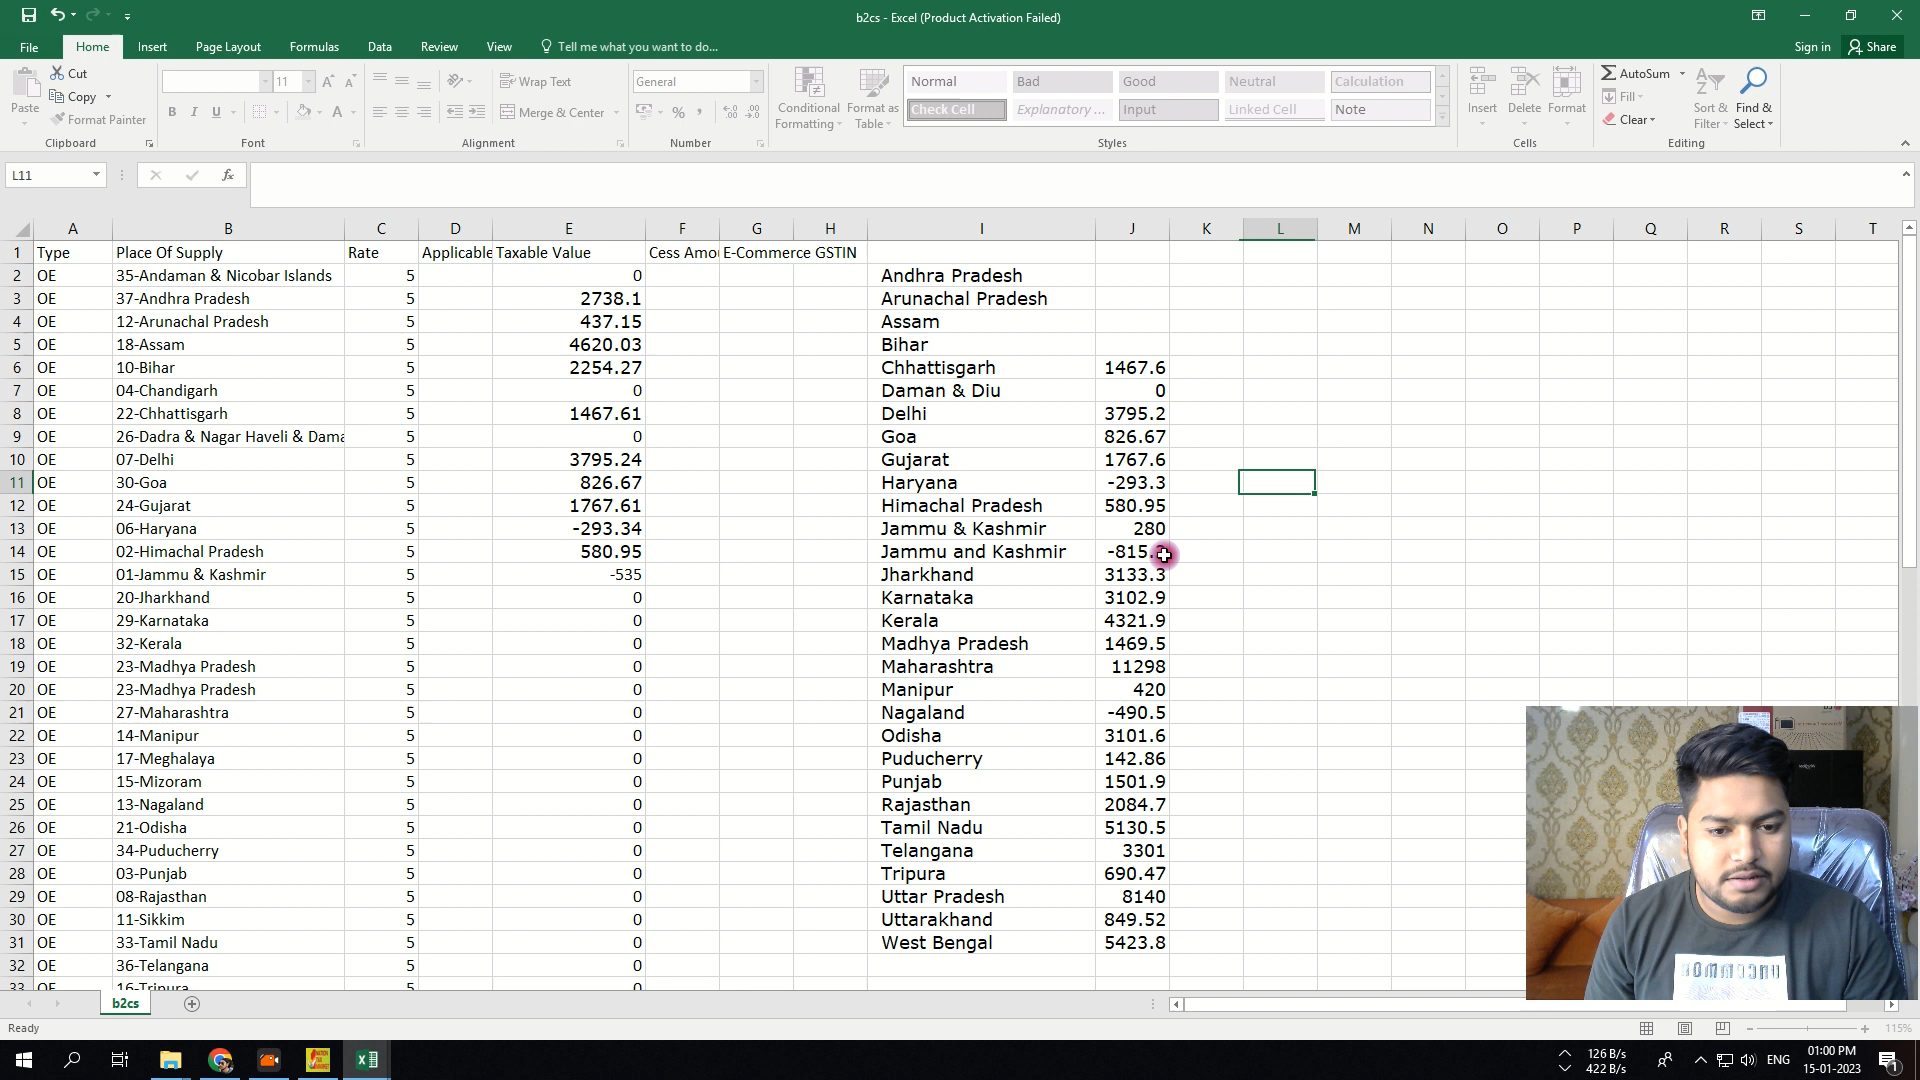 b2cs - Excel (Product Activation Failed)
File Home Insert Page Layout Formulas Data Review View Tell me what you want to do... Sign in Share
Paste Cut Copy Format Painter Clipboard
11 Font
Wrap Text Merge & Center Alignment
General Number
Conditional Formatting Format as Table
Normal Bad Good Neutral Calculation
Check Cell Explanatory ... Input Linked Cell Note
Styles
Insert Delete Format Cells
AutoSum Fill Clear Sort & Filter Find & Select Editing
L11 fx
A B C D E F G H I J K L M N O P Q R S T
1 Type Place Of Supply Rate Applicable Taxable Value Cess Amou E-Commerce GSTIN
2 OE 35-Andaman & Nicobar Islands 5 0 Andhra Pradesh
3 OE 37-Andhra Pradesh 5 2738.1 Arunachal Pradesh
4 OE 12-Arunachal Pradesh 5 437.15 Assam
5 OE 18-Assam 5 4620.03 Bihar
6 OE 10-Bihar 5 2254.27 Chhattisgarh 1467.6
7 OE 04-Chandigarh 5 0 Daman & Diu 0
8 OE 22-Chhattisgarh 5 1467.61 Delhi 3795.2
9 OE 26-Dadra & Nagar Haveli & Dama 5 0 Goa 826.67
10 OE 07-Delhi 5 3795.24 Gujarat 1767.6
11 OE 30-Goa 5 826.67 Haryana -293.3
12 OE 24-Gujarat 5 1767.61 Himachal Pradesh 580.95
13 OE 06-Haryana 5 -293.34 Jammu & Kashmir 280
14 OE 02-Himachal Pradesh 5 580.95 Jammu and Kashmir -815.
15 OE 01-Jammu & Kashmir 5 -535 Jharkhand 3133.3
16 OE 20-Jharkhand 5 0 Karnataka 3102.9
17 OE 29-Karnataka 5 0 Kerala 4321.9
18 OE 32-Kerala 5 0 Madhya Pradesh 1469.5
19 OE 23-Madhya Pradesh 5 0 Maharashtra 11298
20 OE 23-Madhya Pradesh 5 0 Manipur 420
21 OE 27-Maharashtra 5 0 Nagaland -490.5
22 OE 14-Manipur 5 0 Odisha 3101.6
23 OE 17-Meghalaya 5 0 Puducherry 142.86
24 OE 15-Mizoram 5 0 Punjab 1501.9
25 OE 13-Nagaland 5 0 Rajasthan 2084.7
26 OE 21-Odisha 5 0 Tamil Nadu 5130.5
27 OE 34-Puducherry 5 0 Telangana 3301
28 OE 03-Punjab 5 0 Tripura 690.47
29 OE 08-Rajasthan 5 0 Uttar Pradesh 8140
30 OE 11-Sikkim 5 0 Uttarakhand 849.52
31 OE 33-Tamil Nadu 5 0 West Bengal 5423.8
32 OE 36-Telangana 5 0
33 OE 16-Tripura 5 0
b2cs
Ready 115%
126 B/s
422 B/s
ENG
01:00 PM
15-01-2023
1